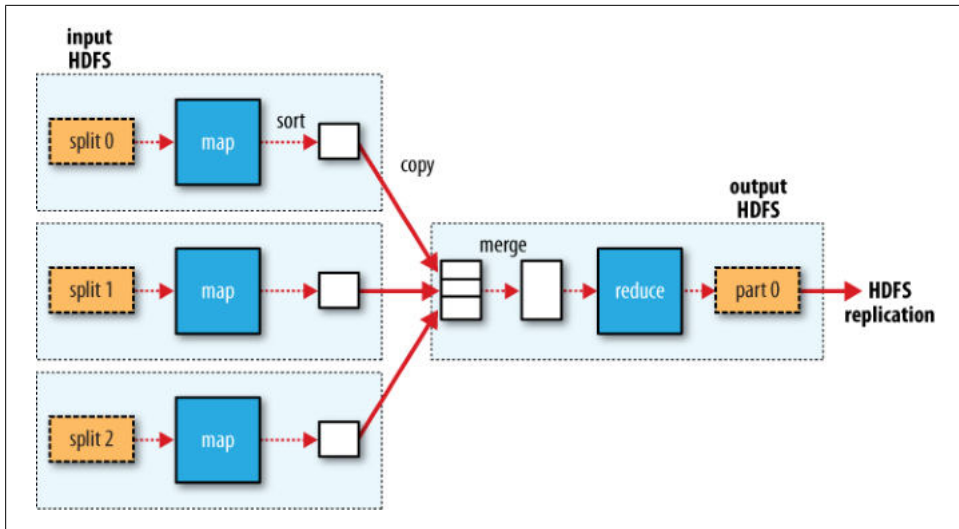 input
HDFS
split 0
map
sort
copy
split 1
map
split 2
map
output
HDFS
merge
reduce
part 0
HDFS
replication